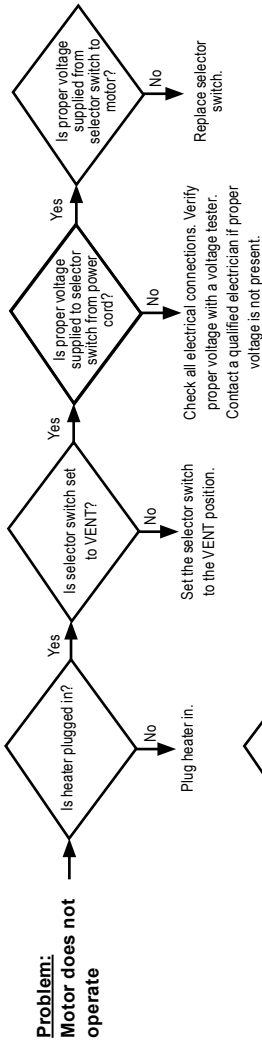 Problem:
Motor does not
operate
Is heater plugged in?
Yes
No
Plug heater in.
Is selector switch set
to VENT?
Yes
No
Set the selector switch
to the VENT position.
Is proper voltage
supplied to selector
switch from power
cord?
Yes
No
Check all electrical connections. Verify
proper voltage with a voltage tester.
Contact a qualified electrician if proper
voltage is not present.
Is proper voltage
supplied from
selector switch to
motor?
No
Replace selector
switch.